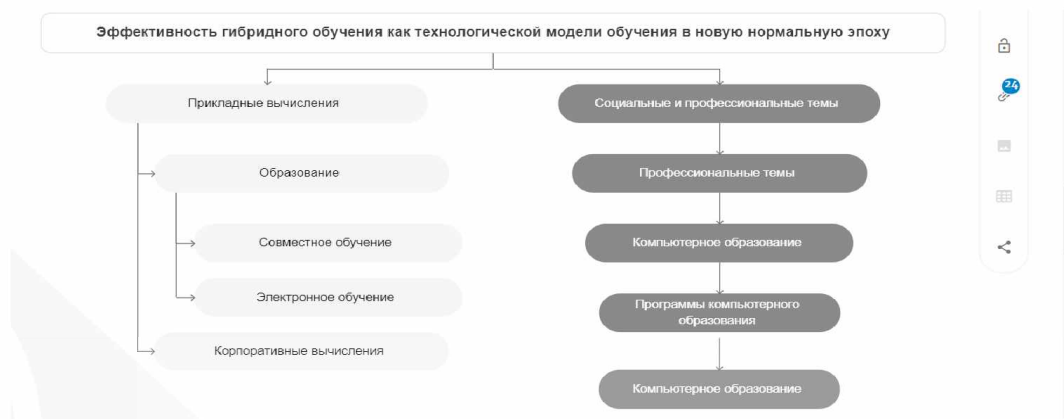 Эффективность гибридного обучения как технологической модели обучения в новую нормальную эпоху
Прикладные вычисления
Социальные и профессиональные темы
Образование
Профессиональные темы
Совместное обучение
Компьютерное образование
Электронное обучение
Программы компьютерного
образования
Корпоративные вычисления
Компьютерное образование
24